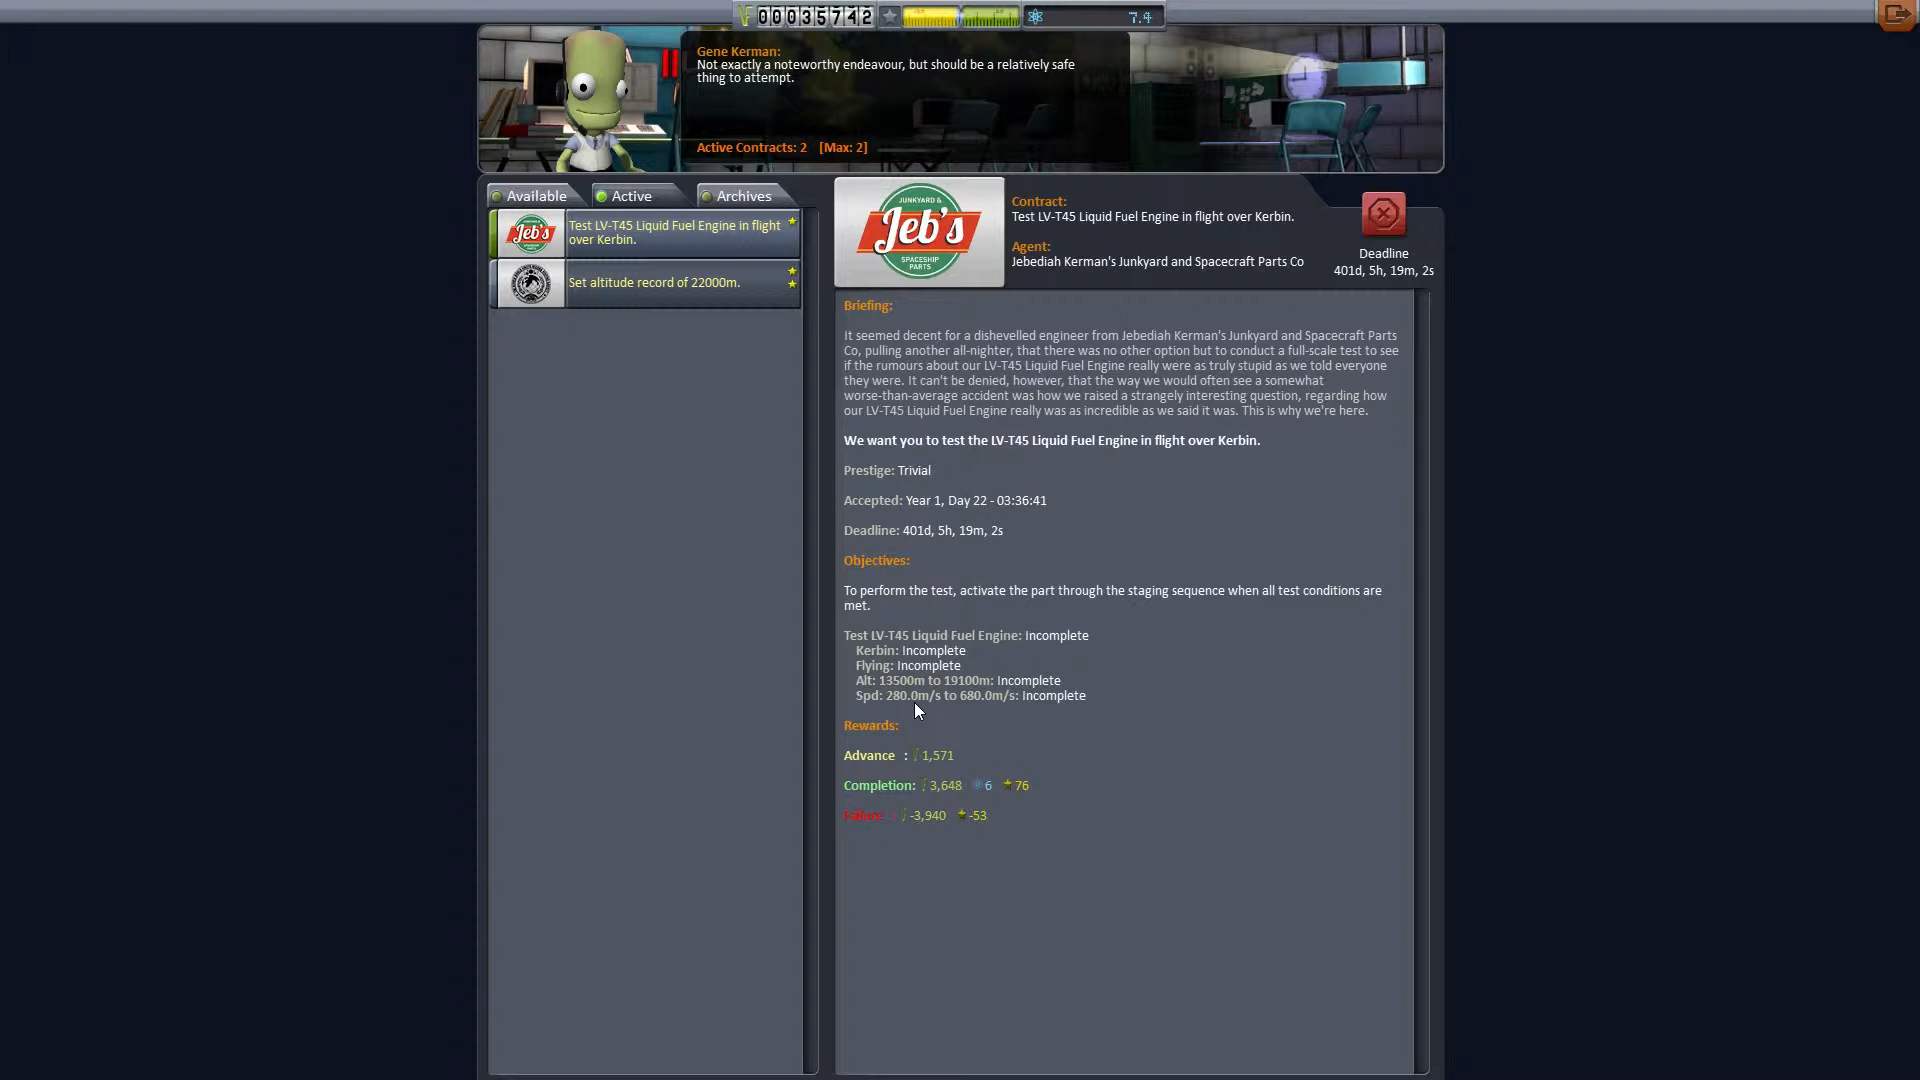 00035742
7.4
Gene Kerman:
Not exactly a noteworthy endeavour, but should be a relatively safe
thing to attempt.
Active Contracts: 2 [Max: 2]
Available
Active
Archives
Jeb's
Test LV-T45 Liquid Fuel Engine in flight
over Kerbin.
Set altitude record of 22000m.
JUNKYARD &
Jeb's
SPACESHIP
PARTS
Contract:
Test LV-T45 Liquid Fuel Engine in flight over Kerbin.
Agent:
Jebediah Kerman's Junkyard and Spacecraft Parts Co
Deadline
401d, 5h, 19m, 2s
Briefing:
It seemed decent for a dishevelled engineer from Jebediah Kerman's Junkyard and Spacecraft Parts
Co, pulling another all-nighter, that there was no other option but to conduct a full-scale test to see
if the rumours about our LV-T45 Liquid Fuel Engine really were as truly stupid as we told everyone
they were. It can't be denied, however, that the way we would often see a somewhat
worse-than-average accident was how we raised a strangely interesting question, regarding how
our LV-T45 Liquid Fuel Engine really was as incredible as we said it was. This is why we're here.
We want you to test the LV-T45 Liquid Fuel Engine in flight over Kerbin.
Prestige: Trivial
Accepted: Year 1, Day 22 - 03:36:41
Deadline: 401d, 5h, 19m, 2s
Objectives:
To perform the test, activate the part through the staging sequence when all test conditions are
met.
Test LV-T45 Liquid Fuel Engine: Incomplete
Kerbin: Incomplete
Flying: Incomplete
Alt: 13500m to 19100m: Incomplete
Spd: 280.0m/s to 680.0m/s: Incomplete
Rewards:
Advance : 1,571
Completion: 3,648 6 76
Failure : -3,940 -53